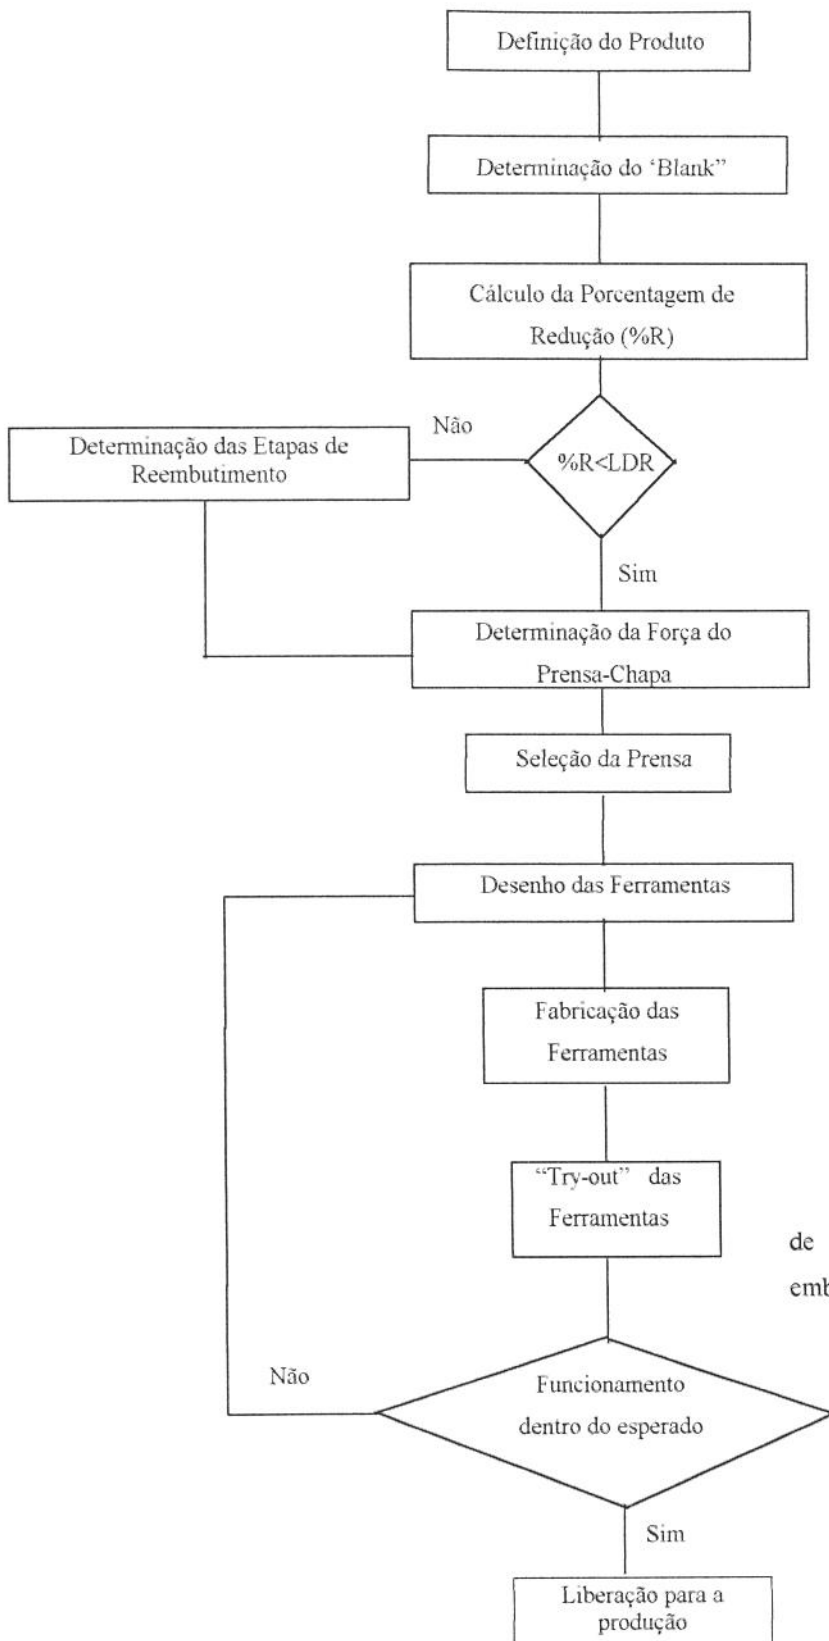 Definição do Produto
Determinação do ‘Blank”
Cálculo da Porcentagem de
Redução (%R)
Não
Determinação das Etapas de
Reembutimento
%R<LDR
Sim
Determinação da Força do
Prensa-Chapa
Seleção da Prensa
Desenho das Ferramentas
Fabricação das
Ferramentas
“Try-out” das
Ferramentas
de
emb
Não
Funcionamento
dentro do esperado
Sim
Liberação para a
produção